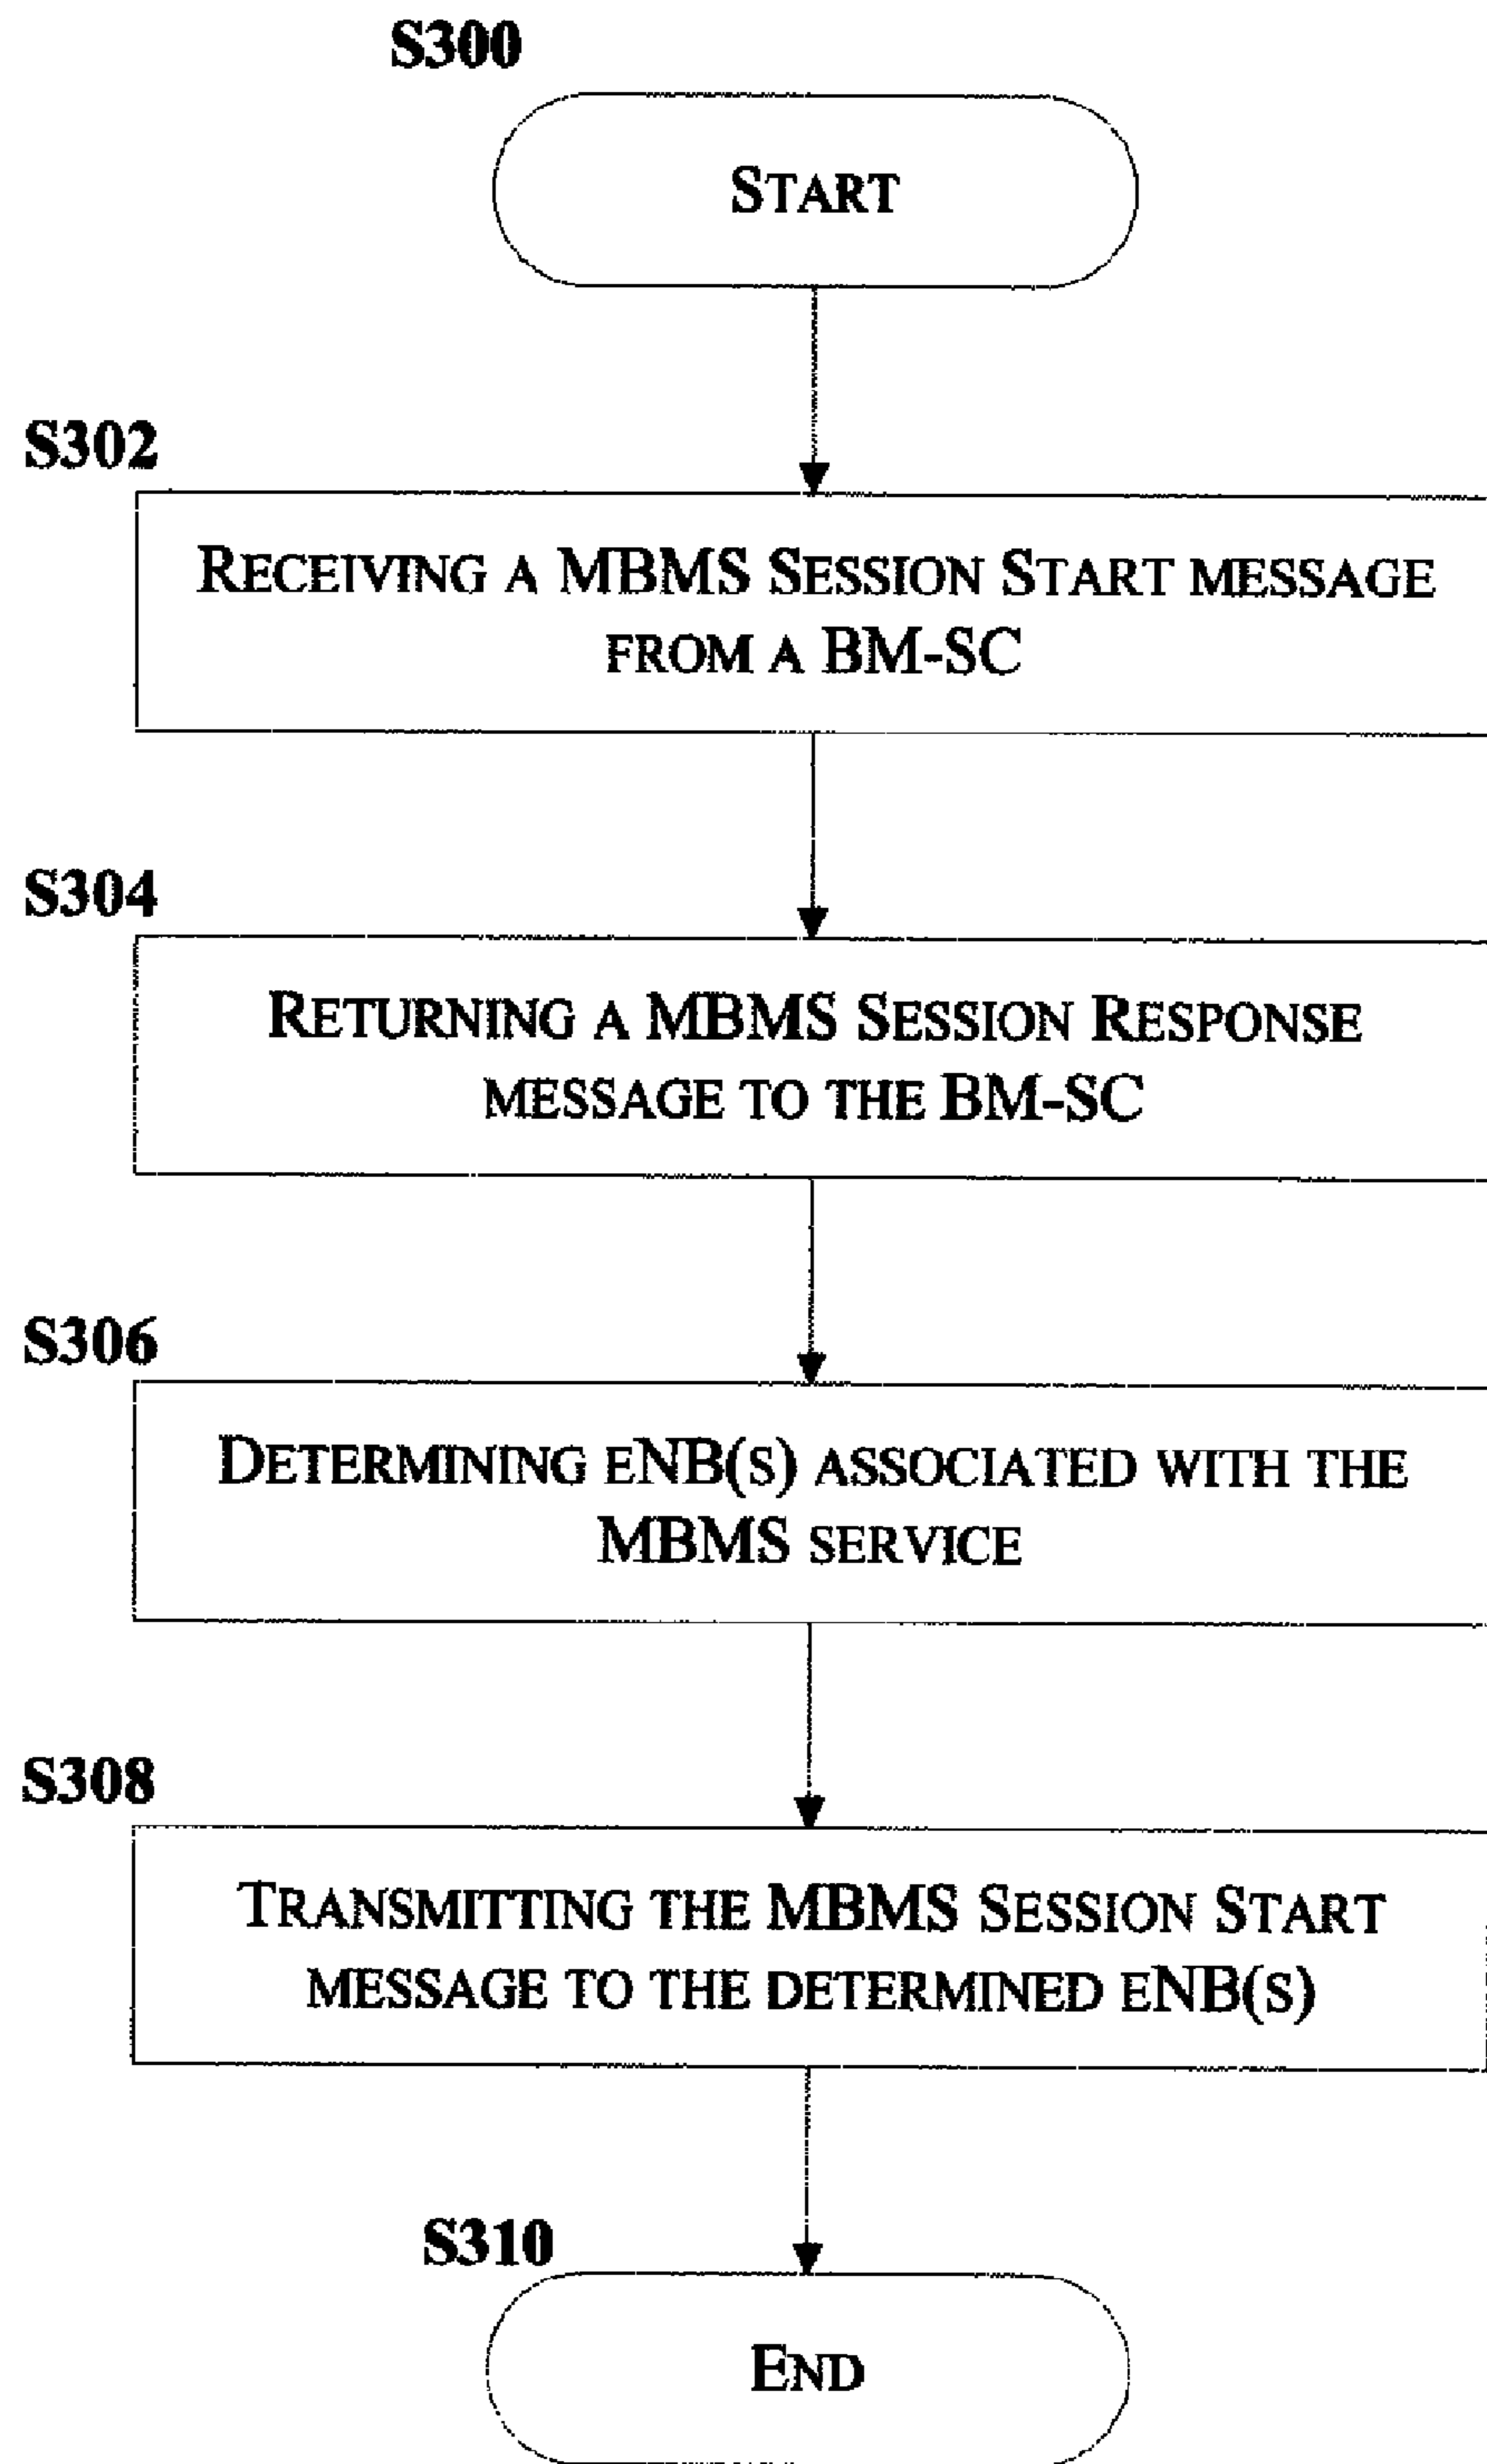 S300
START
S302
RECEIVING A MBMS SESSION START MESSAGE
FROM A BM-SC
S304
RETURNING A MBMS SESSION RESPONSE
MESSAGE TO THE BM-SC
S306
DETERMINING eNB(S) ASSOCIATED WITH THE
MBMS SERVICE
S308
TRANSMITTING THE MBMS SESSION START
MESSAGE TO THE DETERMINED eNB(S)
S310
END